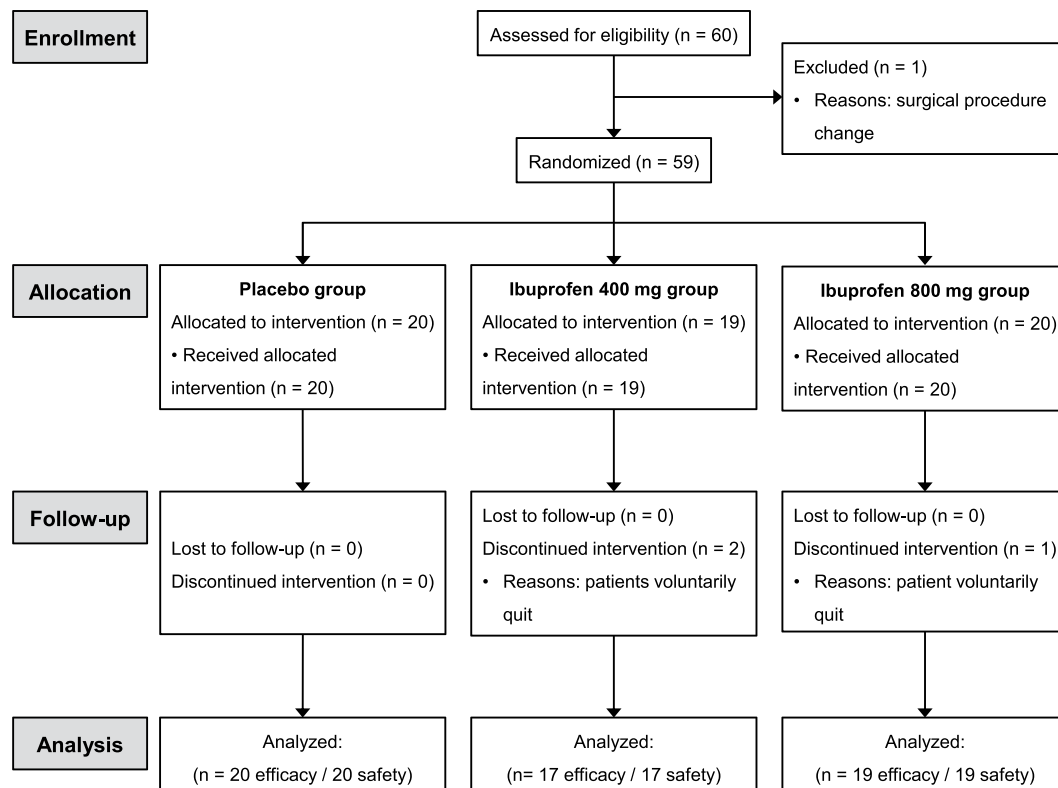 Enrollment
Assessed for eligibility (n = 60)
Excluded (n = 1)
• Reasons: surgical procedure
change
Randomized (n = 59)
Allocation
Placebo group
Allocated to intervention (n = 20)
• Received allocated
intervention (n = 20)
Ibuprofen 400 mg group
Allocated to intervention (n = 19)
• Received allocated
intervention (n = 19)
Ibuprofen 800 mg group
Allocated to intervention (n = 20)
• Received allocated
intervention (n = 20)
Follow-up
Lost to follow-up (n = 0)
Discontinued intervention (n = 0)
Lost to follow-up (n = 0)
Discontinued intervention (n = 2)
• Reasons: patients voluntarily
quit
Lost to follow-up (n = 0)
Discontinued intervention (n = 1)
• Reasons: patient voluntarily
quit
Analysis
Analyzed:
(n = 20 efficacy / 20 safety)
Analyzed:
(n= 17 efficacy / 17 safety)
Analyzed:
(n = 19 efficacy / 19 safety)